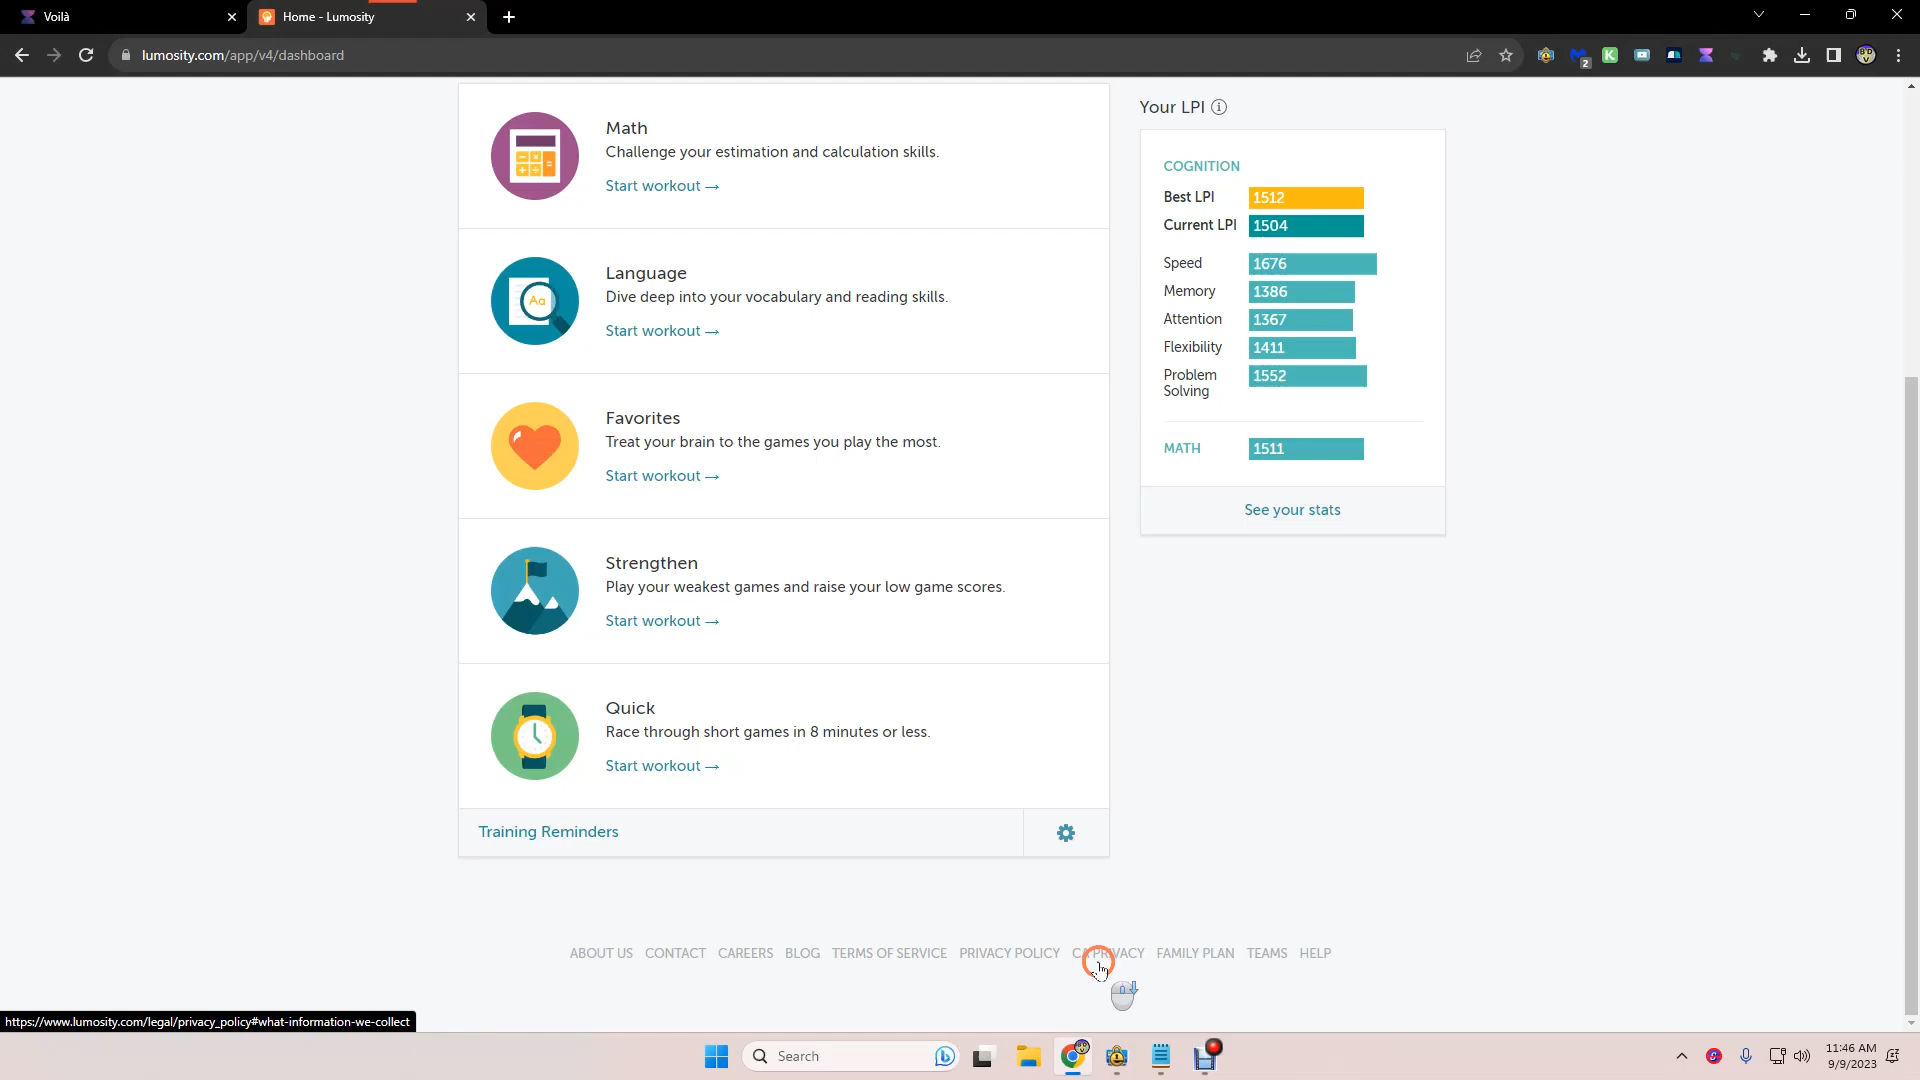 Voilà
Home - Lumosity
lumosity.com/app/v4/dashboard
2
K
Math
Challenge your estimation and calculation skills.
Start workout →
Language
Dive deep into your vocabulary and reading skills.
Start workout →
Aa
Favorites
Treat your brain to the games you play the most.
Start workout →
Strengthen
Play your weakest games and raise your low game scores.
Start workout →
Quick
Race through short games in 8 minutes or less.
Start workout →
Training Reminders
Your LPI
COGNITION
Best LPI 1512
Current LPI 1504
Speed 1676
Memory 1386
Attention 1367
Flexibility 1411
Problem Solving 1552
MATH 1511
See your stats
ABOUT US CONTACT CAREERS BLOG TERMS OF SERVICE PRIVACY POLICY CA PRIVACY FAMILY PLAN TEAMS HELP
https://www.lumosity.com/legal/privacy_policy#what-information-we-collect
Search
11:46 AM
9/9/2023